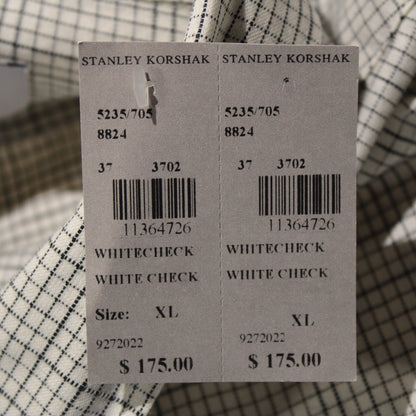 STANLEY KORSHAK
5235/705
8824
37 3702
11364726
WHITECHECK
WHITE CHECK
Size: XL
9272022
$ 175.00
STANLEY KORSHAK
5235/705
8824
37 3702
11364726
WHITECHECK
WHITE CHECK
XL
9272022
$ 175.00